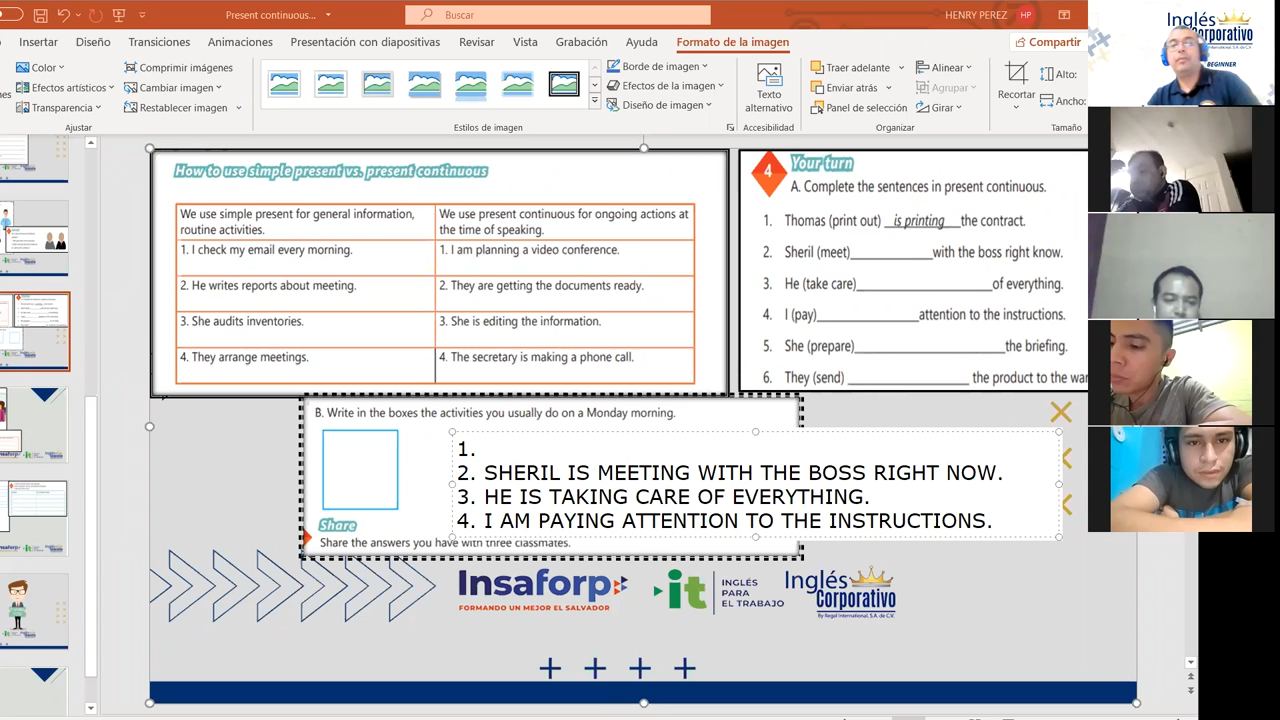 Present continuous...
Buscar
HENRY PEREZ
HP
Insertar
Diseño
Transiciones
Animaciones
Presentación con diapositivas
Revisar
Vista
Grabación
Ayuda
Formato de la imagen
Compartir
Color
Comprimir imágenes
Efectos artísticos
Cambiar imagen
Transparencia
Restablecer imagen
Ajustar
Estilos de imagen
Borde de imagen
Efectos de la imagen
Diseño de imagen
Texto
alternativo
Accesibilidad
Traer adelante
Enviar atrás
Panel de selección
Alinear
Agrupar
Girar
Organizar
Recortar
Alto:
Ancho:
Tamaño
Inglés
Corporativo
BEGINNER
How to use simple present vs. present continuous
We use simple present for general information,
routine activities.
We use present continuous for ongoing actions at
the time of speaking.
1. I check my email every morning.
1. I am planning a video conference.
2. He writes reports about meeting.
2. They are getting the documents ready.
3. She audits inventories.
3. She is editing the information.
4. They arrange meetings.
4. The secretary is making a phone call.
4
Your turn
A. Complete the sentences in present continuous.
1. Thomas (print out) is printing the contract.
2. Sheril (meet)____________with the boss right know.
3. He (take care)____________________of everything.
4. I (pay)_______________attention to the instructions.
5. She (prepare)______________________the briefing.
6. They (send) __________________ the product to the war
B. Write in the boxes the activities you usually do on a Monday morning.
1.
2. SHERIL IS MEETING WITH THE BOSS RIGHT NOW.
3. HE IS TAKING CARE OF EVERYTHING.
4. I AM PAYING ATTENTION TO THE INSTRUCTIONS.
Share
Share the answers you have with three classmates.
Insaforp
FORMANDO UN MEJOR EL SALVADOR
it
INGLÉS
PARA
EL TRABAJO
Inglés
Corporativo
By Regal International, S.A. de C.V.